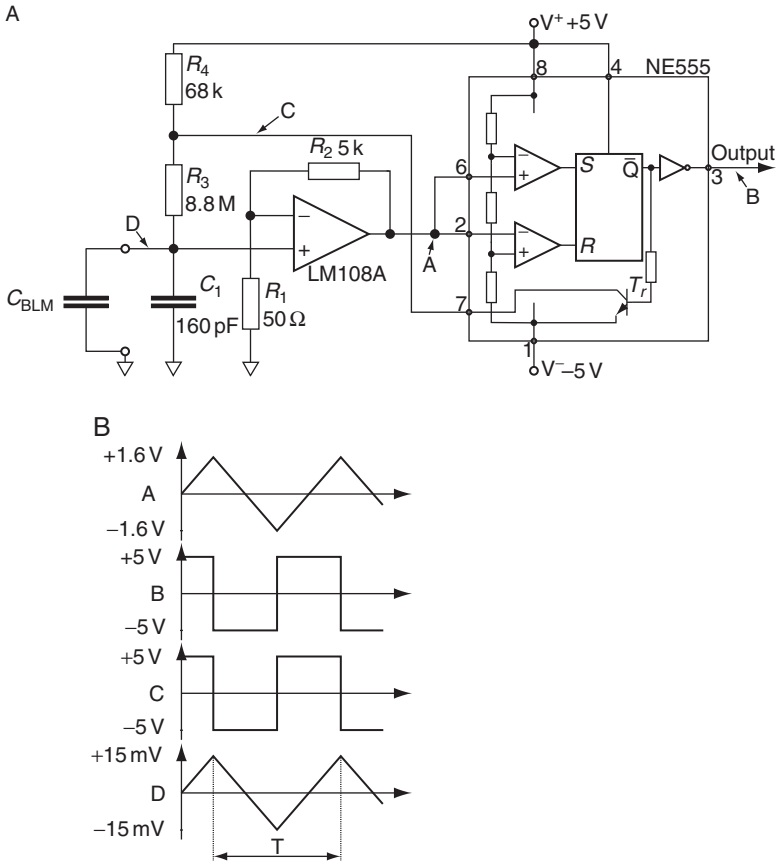 A
V⁺ +5 V
R₄
68 k
8
4
NE555
C
R₂ 5 k
R₃
8.8 M
6
−
+
S
Q̅
Output
3
B
D
−
+
LM108A
2
A
−
+
R
C_BLM
C₁
160 pF
R₁
50 Ω
7
Tᵣ
1
V⁻ −5 V
B
+1.6 V
A
−1.6 V
+5 V
B
−5 V
+5 V
C
−5 V
+15 mV
D
−15 mV
T